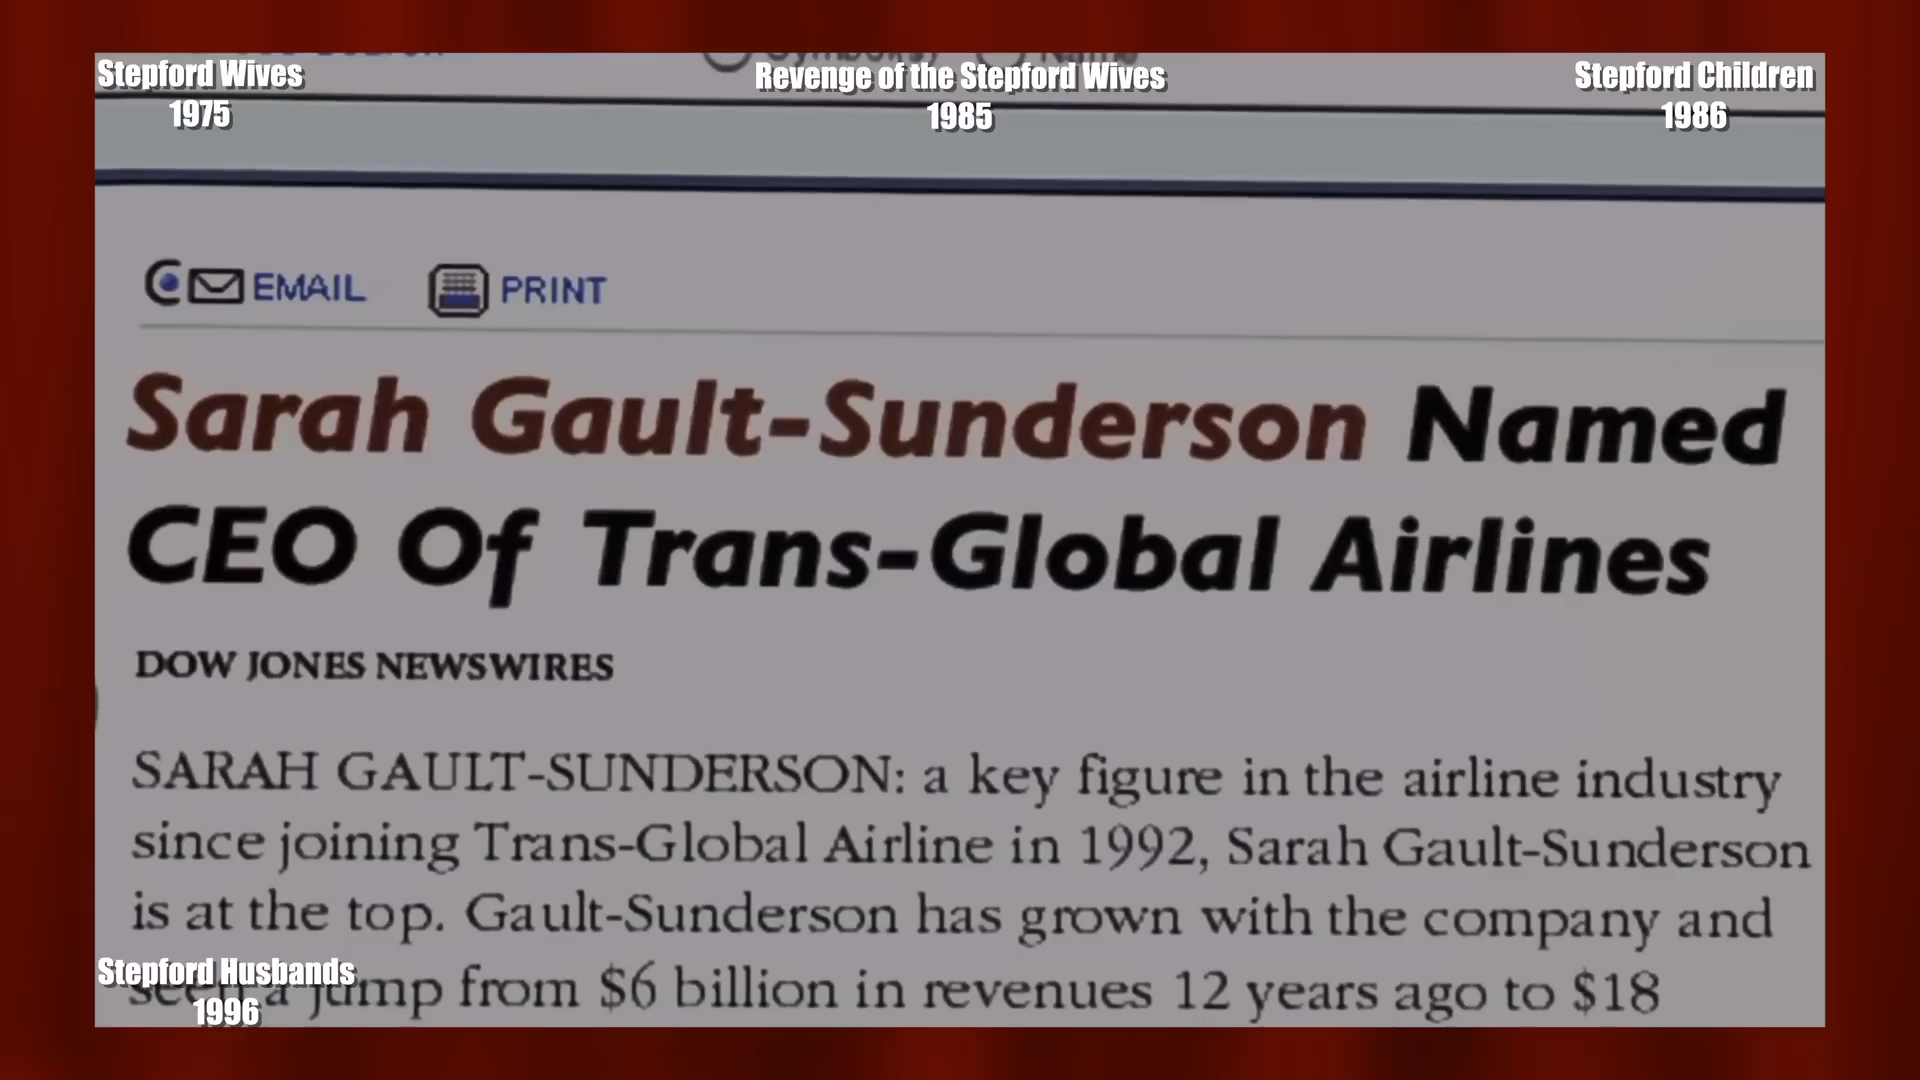 Stepford Wives
1975
Revenge of the Stepford Wives
1985
Stepford Children
1986
EMAIL PRINT
Sarah Gault-Sunderson Named
CEO Of Trans-Global Airlines
DOW JONES NEWSWIRES
SARAH GAULT-SUNDERSON: a key figure in the airline industry
since joining Trans-Global Airline in 1992, Sarah Gault-Sunderson
is at the top. Gault-Sunderson has grown with the company and
seen a jump from $6 billion in revenues 12 years ago to $18
Stepford Husbands
1996